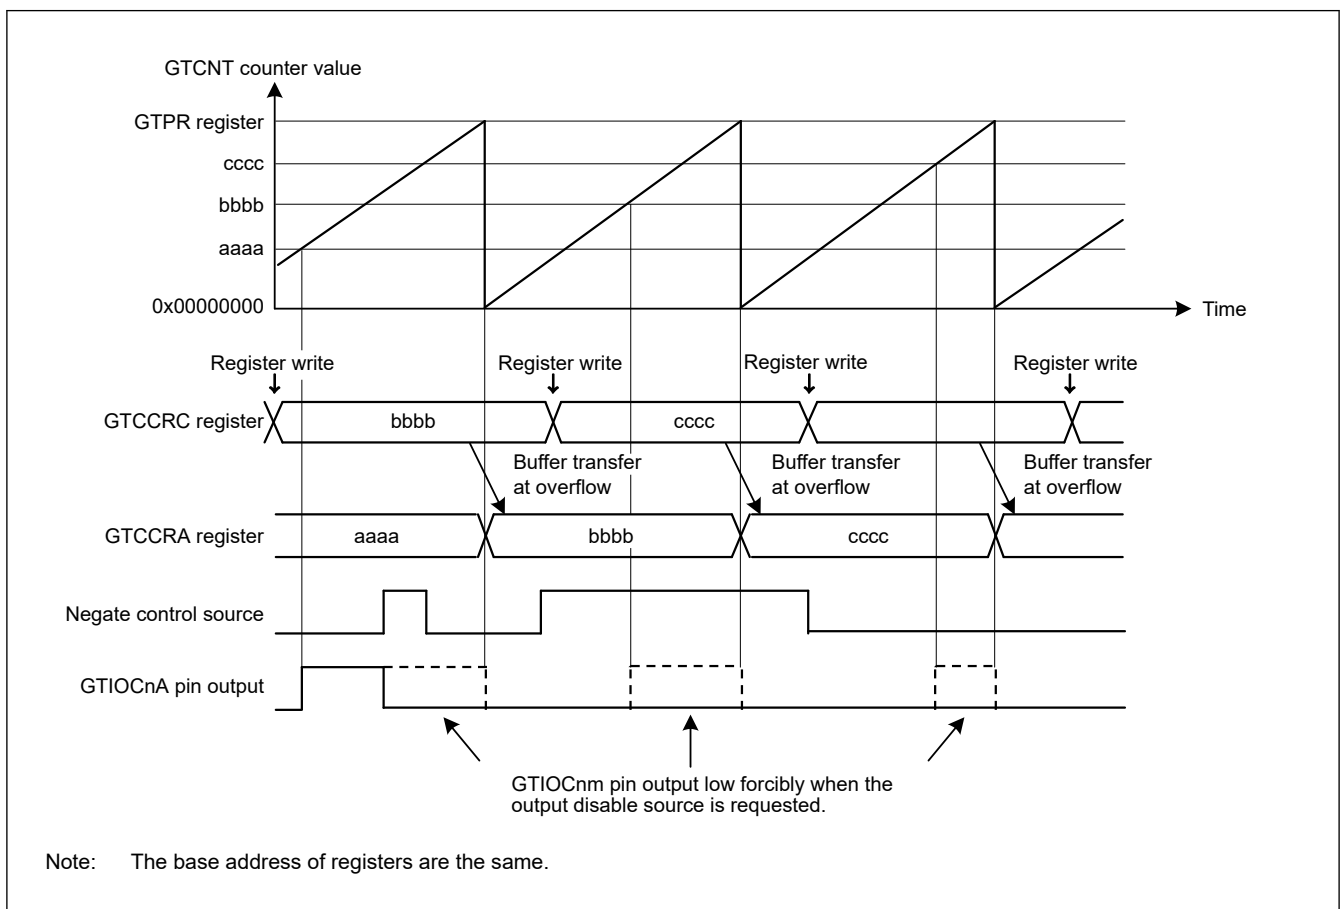 GTCNT counter value
GTPR register
cccc
bbbb
aaaa
0x00000000
Time
Register write
Register write
Register write
Register write
GTCCRC register
bbbb
cccc
Buffer transfer
at overflow
Buffer transfer
at overflow
Buffer transfer
at overflow
GTCCRA register
aaaa
bbbb
cccc
Negate control source
GTIOCnA pin output
GTIOCnm pin output low forcibly when the
output disable source is requested.
Note: The base address of registers are the same.